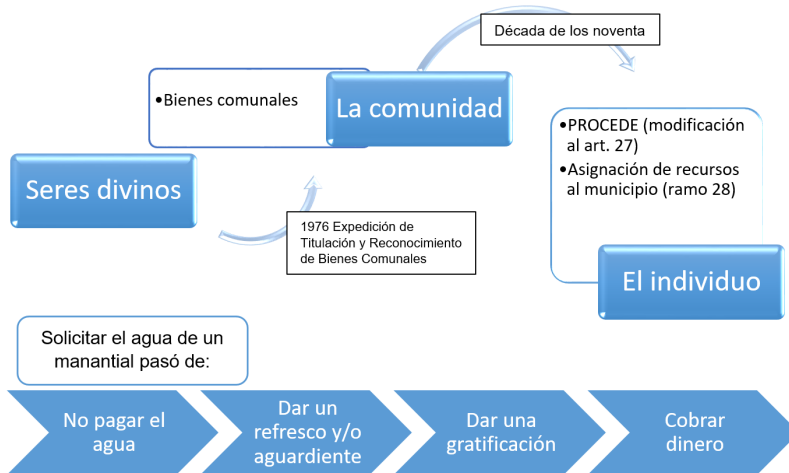 Década de los noventa
•Bienes comunales
La comunidad
•PROCEDE (modificación
al art. 27)
•Asignación de recursos
al municipio (ramo 28)
Seres divinos
1976 Expedición de
Titulación y Reconocimiento
de Bienes Comunales
El individuo
Solicitar el agua de un
manantial pasó de:
No pagar el
agua
Dar un
refresco y/o
aguardiente
Dar una
gratificación
Cobrar
dinero